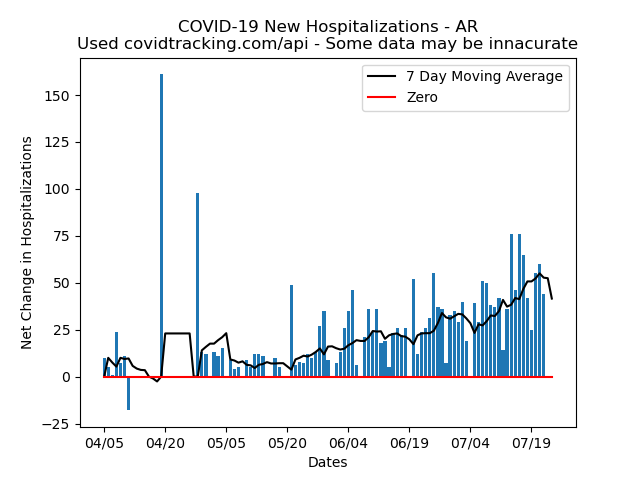 COVID-19 New Hospitalizations - AR
Used covidtracking.com/api - Some data may be innacurate
7 Day Moving Average
Zero
Net Change in Hospitalizations
150
125
100
75
50
25
0
−25
04/05 04/20 05/05 05/20 06/04 06/19 07/04 07/19
Dates